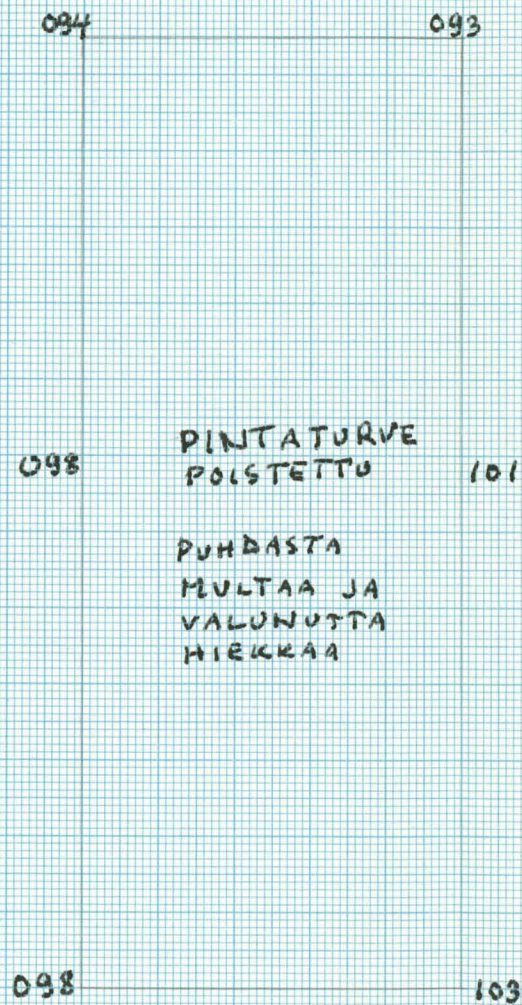 094 093
PINTATURVE
098 POISTETTU 101
PUHDASTA
MULTAA JA
VALUNUTTA
HIEKKAA
098 103